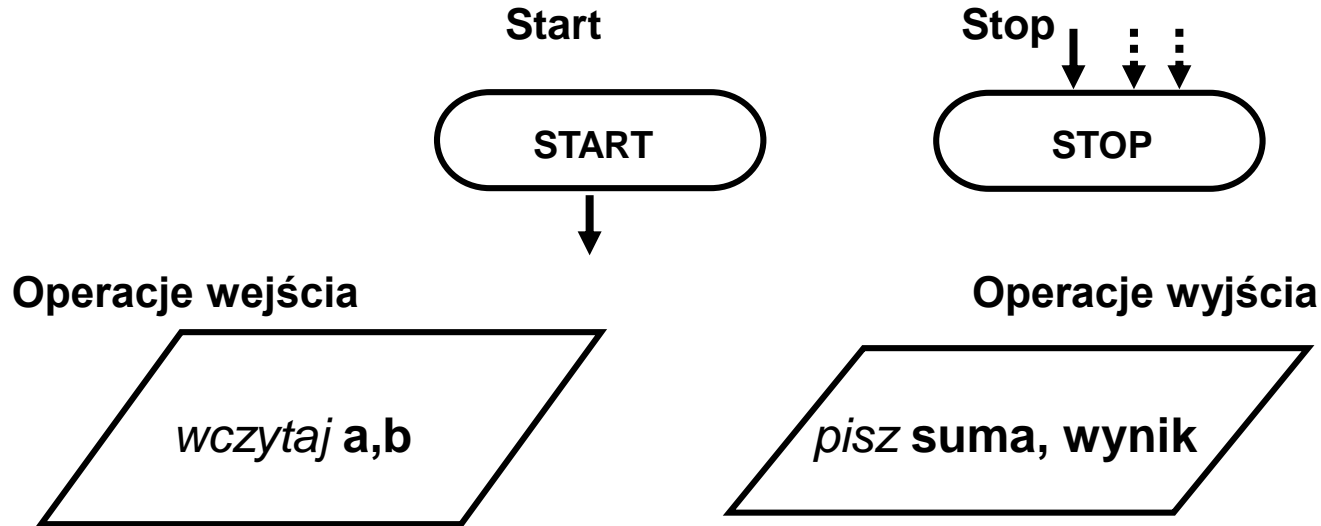 Start
Stop
START
STOP
Operacje wejścia
Operacje wyjścia
wczytaj a,b
pisz suma, wynik